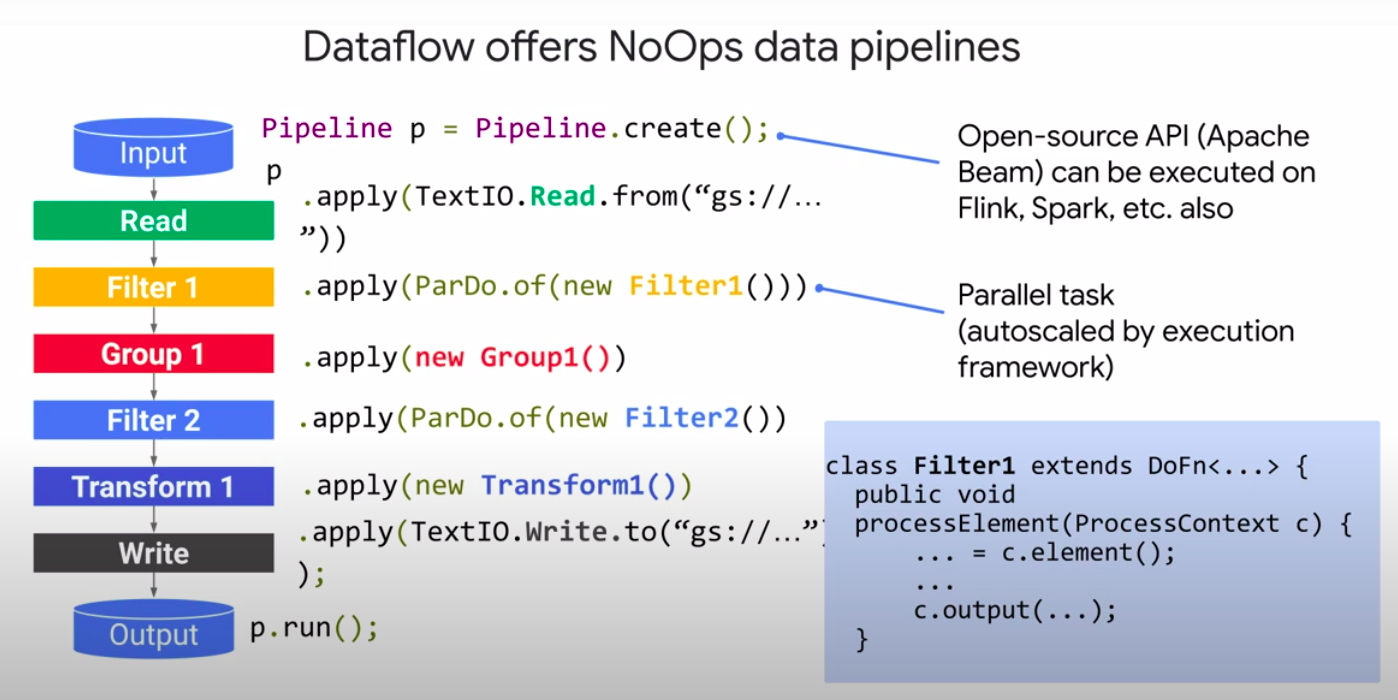 Dataflow offers NoOps data pipelines
Input
Read
Filter 1
Group 1
Filter 2
Transform 1
Write
Output
Pipeline p = Pipeline.create();
p
.apply(TextIO.Read.from(“gs://…
”))
.apply(ParDo.of(new Filter1()))
.apply(new Group1())
.apply(ParDo.of(new Filter2())
.apply(new Transform1())
.apply(TextIO.Write.to(“gs://…”)
);
p.run();
Open-source API (Apache
Beam) can be executed on
Flink, Spark, etc. also
Parallel task
(autoscaled by execution
framework)
class Filter1 extends DoFn<...> {
public void
processElement(ProcessContext c) {
... = c.element();
...
c.output(...);
}